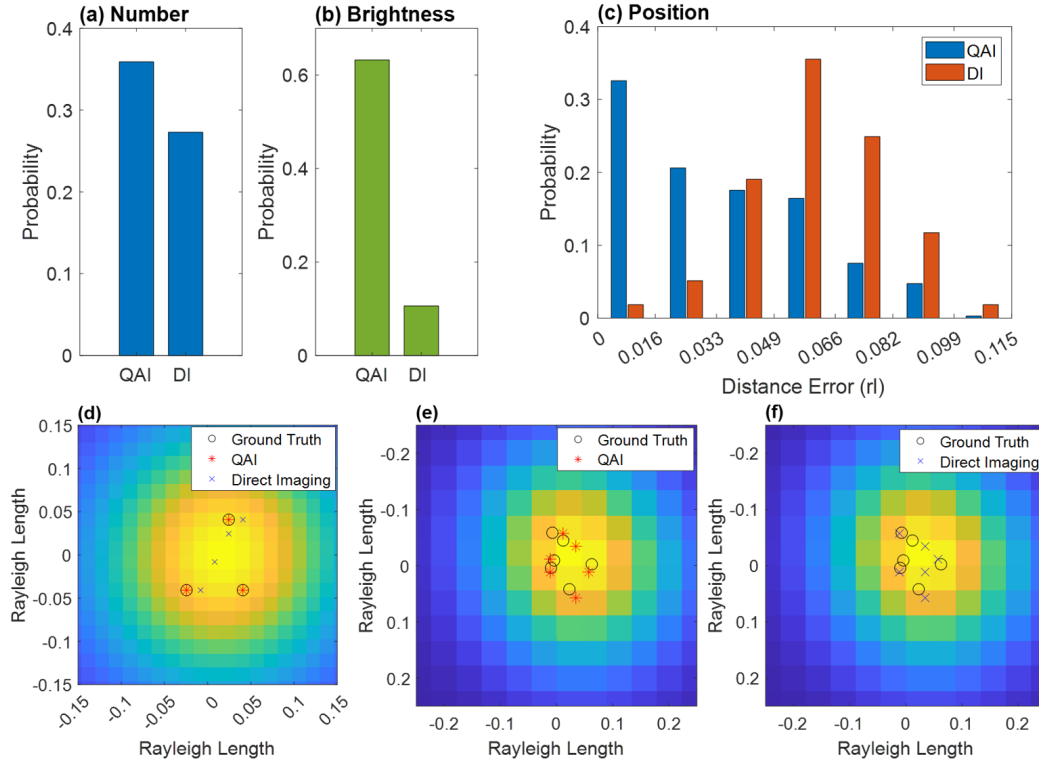 (a) Number
Probability
0.4
0.3
0.2
0.1
0
QAI DI
(b) Brightness
Probability
0.6
0.4
0.2
0
QAI DI
(c) Position
Probability
0.4
0.3
0.2
0.1
0
QAI
DI
0 0.016 0.033 0.049 0.066 0.082 0.099 0.115
Distance Error (rl)
(d)
Rayleigh Length
0.15
0.1
0.05
0
-0.05
-0.1
-0.15
Ground Truth
QAI
Direct Imaging
-0.15 -0.1 -0.05 0 0.05 0.1 0.15
Rayleigh Length
(e)
Rayleigh Length
-0.2
-0.1
0
0.1
0.2
Ground Truth
QAI
-0.2 -0.1 0 0.1 0.2
Rayleigh Length
(f)
Rayleigh Length
-0.2
-0.1
0
0.1
0.2
Ground Truth
Direct Imaging
-0.2 -0.1 0 0.1 0.2
Rayleigh Length